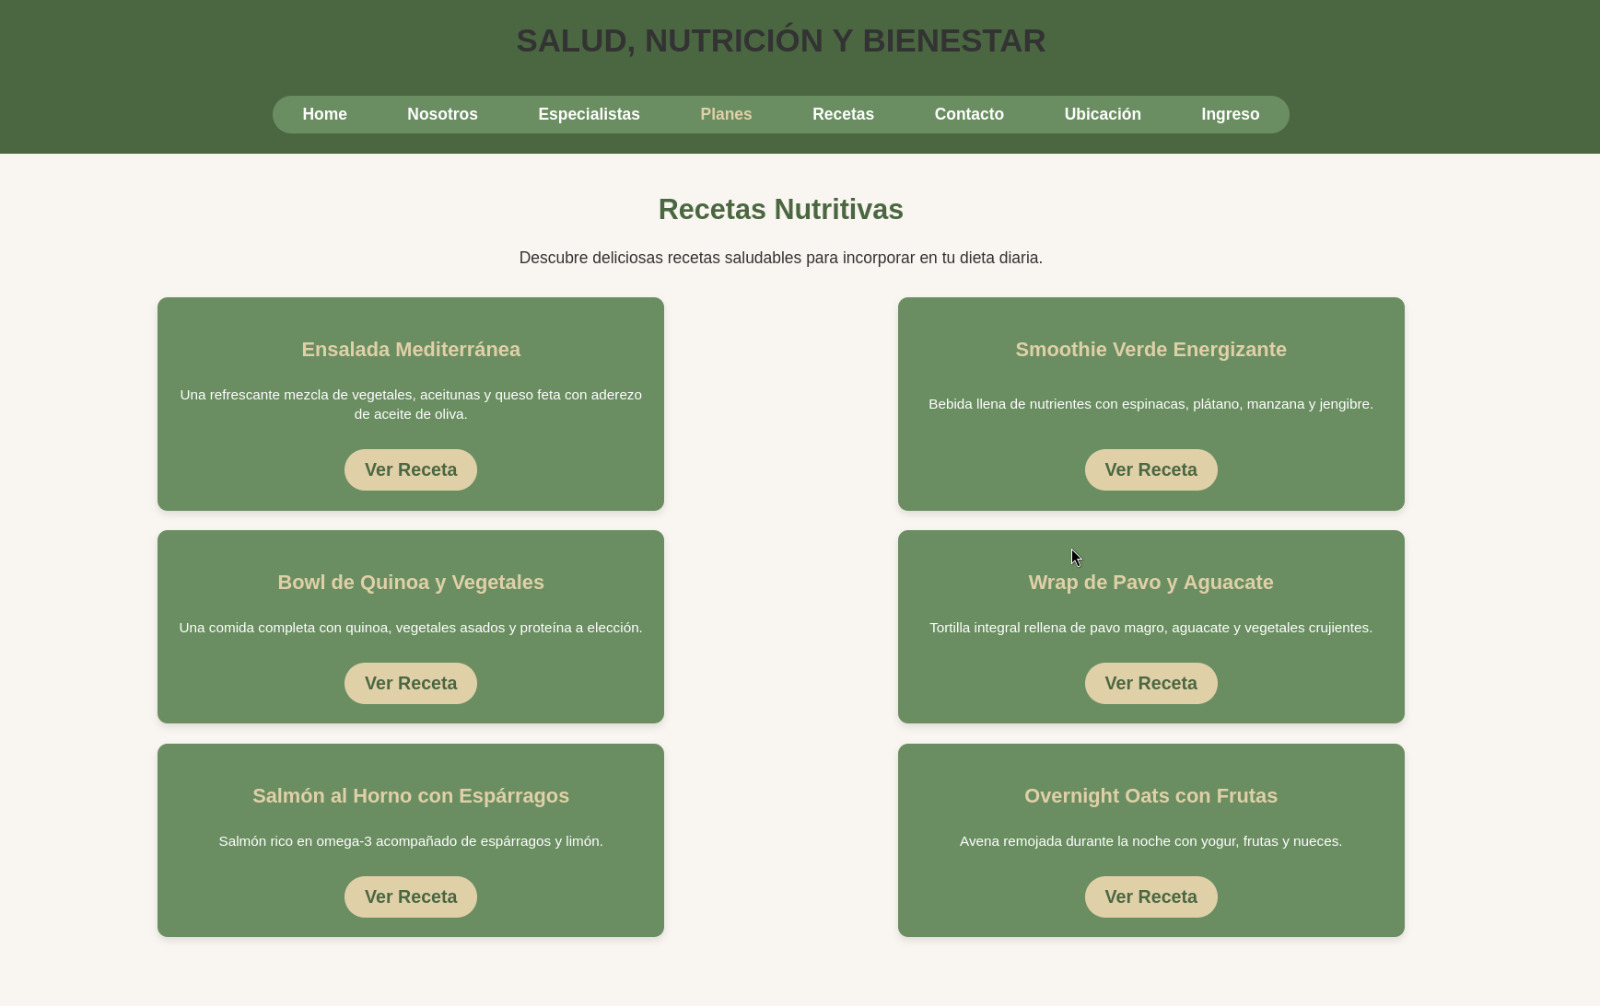 SALUD, NUTRICIÓN Y BIENESTAR
Home Nosotros Especialistas Planes Recetas Contacto Ubicación Ingreso
Recetas Nutritivas
Descubre deliciosas recetas saludables para incorporar en tu dieta diaria.
Ensalada Mediterránea
Una refrescante mezcla de vegetales, aceitunas y queso feta con aderezo
de aceite de oliva.
Ver Receta
Smoothie Verde Energizante
Bebida llena de nutrientes con espinacas, plátano, manzana y jengibre.
Ver Receta
Bowl de Quinoa y Vegetales
Una comida completa con quinoa, vegetales asados y proteína a elección.
Ver Receta
Wrap de Pavo y Aguacate
Tortilla integral rellena de pavo magro, aguacate y vegetales crujientes.
Ver Receta
Salmón al Horno con Espárragos
Salmón rico en omega-3 acompañado de espárragos y limón.
Ver Receta
Overnight Oats con Frutas
Avena remojada durante la noche con yogur, frutas y nueces.
Ver Receta